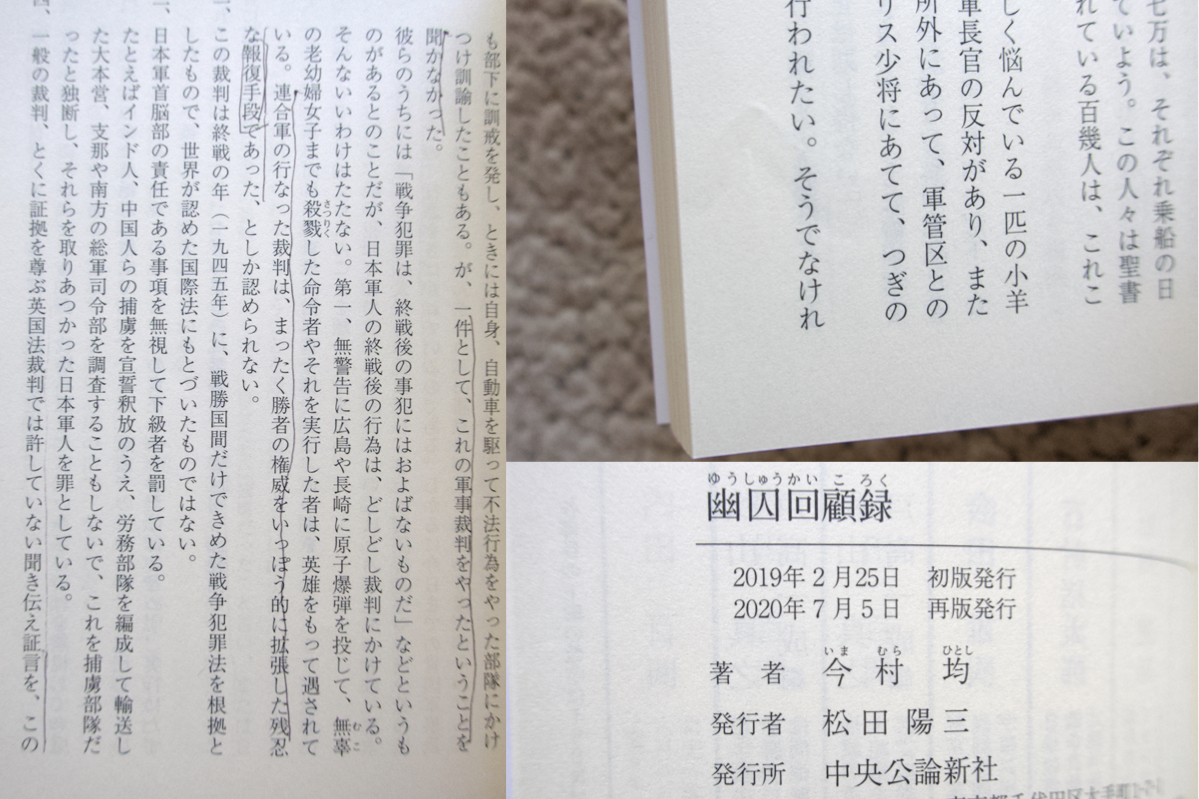 も部下に訓戒を発し、ときには自身、自動車を駆って不法行為をやった部隊にかけ
つけ訓諭したこともある。が、一件として、これの軍事裁判をやったということを
聞かなかった。
彼らのうちには「戦争犯罪は、終戦後の事犯にはおよばないものだ」などというも
のがあるとのことだが、日本軍人の終戦後の行為は、どしどし裁判にかけている。
そんないいわけはたたない。第一、無警告に広島や長崎に原子爆弾を投じて、無辜
むこ
の老幼婦女子までも殺戮した命令者やそれを実行した者は、英雄をもって遇されて
さつりく
いる。連合軍の行なった裁判は、まったく勝者の権威をいっぽう的に拡張した残忍
な報復手段であった、としか認められない。
この裁判は終戦の年（一九四五年）に、戦勝国間だけできめた戦争犯罪法を根拠と
したもので、世界が認めた国際法にもとづいたものではない。
日本軍首脳部の責任である事項を無視して下級者を罰している。
たとえばインド人、中国人らの捕虜を宣誓釈放のうえ、労務部隊を編成して輸送し
た大本営、支那や南方の総軍司令部を調査することもしないで、これを捕虜部隊だ
ったと独断し、それらを取りあつかった日本軍人を罪としている。
四、一般の裁判、とくに証拠を尊ぶ英国法裁判では許していない聞き伝え証言を、この
七万は、それぞれ乗船の日
ていよう。この人々は聖書
れている百幾人は、これこ
しく悩んでいる一匹の小羊
軍長官の反対があり、また
所外にあって、軍管区との
リス少将にあてて、つぎの
行われたい。そうでなけれ
ゆうしゅうかいころく
幽囚回顧録
2019年2月25日　初版発行
2020年7月5日　再版発行
いま　むら　ひとし
著　者　今　村　均
発行者　松　田　陽　三
発行所　中央公論新社